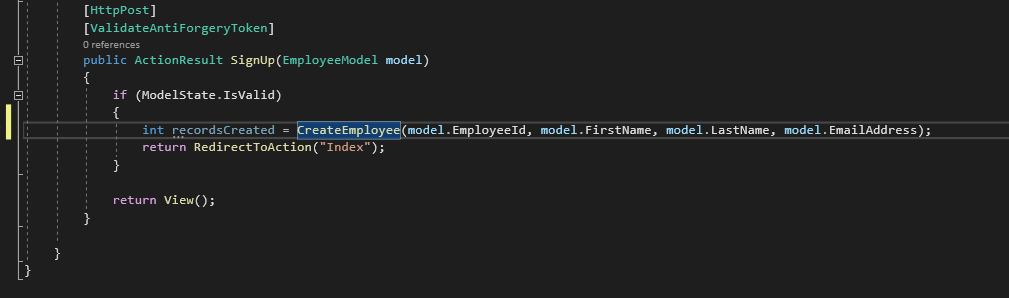 [HttpPost]
[ValidateAntiForgeryToken]
0 references
public ActionResult SignUp(EmployeeModel model)
{
if (ModelState.IsValid)
{
int recordsCreated = CreateEmployee(model.EmployeeId, model.FirstName, model.LastName, model.EmailAddress);
return RedirectToAction("Index");
}
return View();
}
}
}